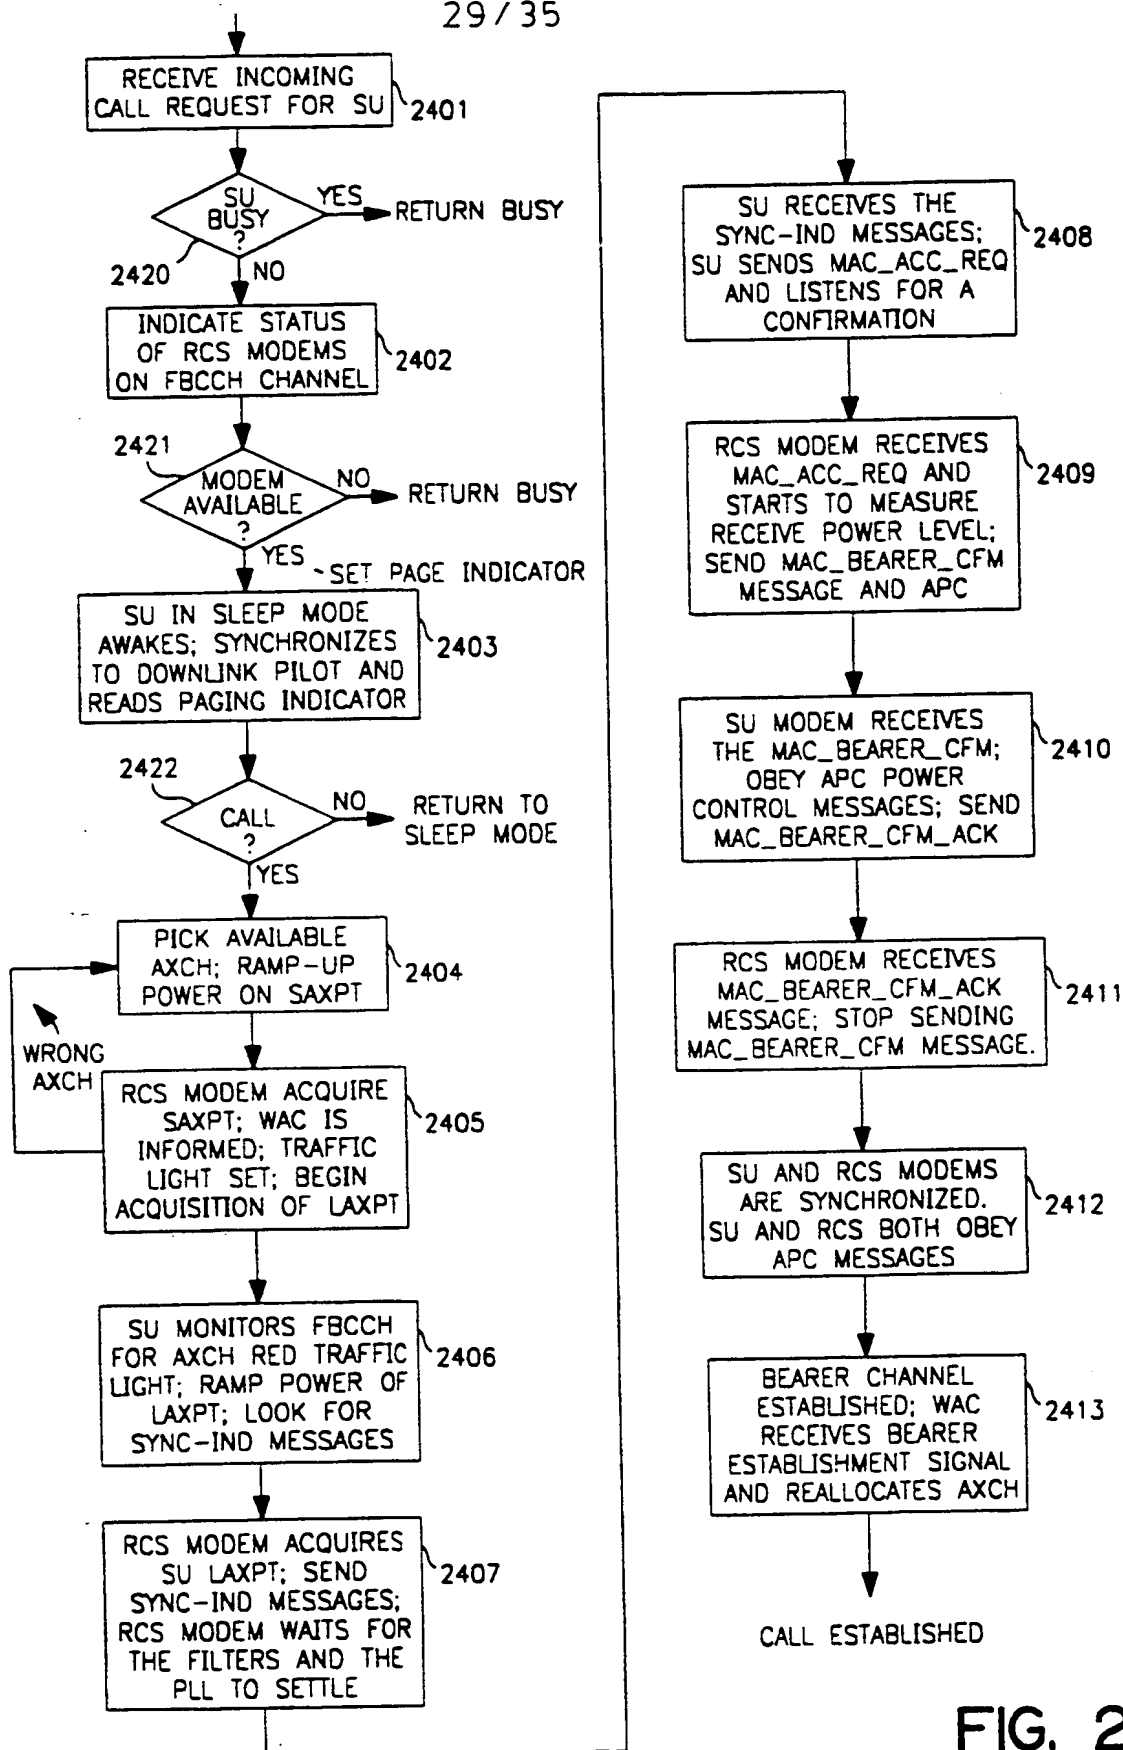 29/35
RECEIVE INCOMING
CALL REQUEST FOR SU
2401
SU
BUSY
?
YES
RETURN BUSY
2420
NO
INDICATE STATUS
OF RCS MODEMS
ON FBCCH CHANNEL
2402
2421
MODEM
AVAILABLE
?
NO
RETURN BUSY
YES
SET PAGE INDICATOR
SU IN SLEEP MODE
AWAKES; SYNCHRONIZES
TO DOWNLINK PILOT AND
READS PAGING INDICATOR
2403
2422
CALL
?
NO
RETURN TO
SLEEP MODE
YES
PICK AVAILABLE
AXCH; RAMP-UP
POWER ON SAXPT
2404
WRONG
AXCH
RCS MODEM ACQUIRE
SAXPT; WAC IS
INFORMED; TRAFFIC
LIGHT SET; BEGIN
ACQUISITION OF LAXPT
2405
SU MONITORS FBCCH
FOR AXCH RED TRAFFIC
LIGHT; RAMP POWER OF
LAXPT; LOOK FOR
SYNC-IND MESSAGES
2406
RCS MODEM ACQUIRES
SU LAXPT; SEND
SYNC-IND MESSAGES;
RCS MODEM WAITS FOR
THE FILTERS AND THE
PLL TO SETTLE
2407
SU RECEIVES THE
SYNC-IND MESSAGES;
SU SENDS MAC_ACC_REQ
AND LISTENS FOR A
CONFIRMATION
2408
RCS MODEM RECEIVES
MAC_ACC_REQ AND
STARTS TO MEASURE
RECEIVE POWER LEVEL;
SEND MAC_BEARER_CFM
MESSAGE AND APC
2409
SU MODEM RECEIVES
THE MAC_BEARER_CFM;
OBEY APC POWER
CONTROL MESSAGES; SEND
MAC_BEARER_CFM_ACK
2410
RCS MODEM RECEIVES
MAC_BEARER_CFM_ACK
MESSAGE; STOP SENDING
MAC_BEARER_CFM MESSAGE.
2411
SU AND RCS MODEMS
ARE SYNCHRONIZED.
SU AND RCS BOTH OBEY
APC MESSAGES
2412
BEARER CHANNEL
ESTABLISHED; WAC
RECEIVES BEARER
ESTABLISHMENT SIGNAL
AND REALLOCATES AXCH
2413
CALL ESTABLISHED
FIG. 2